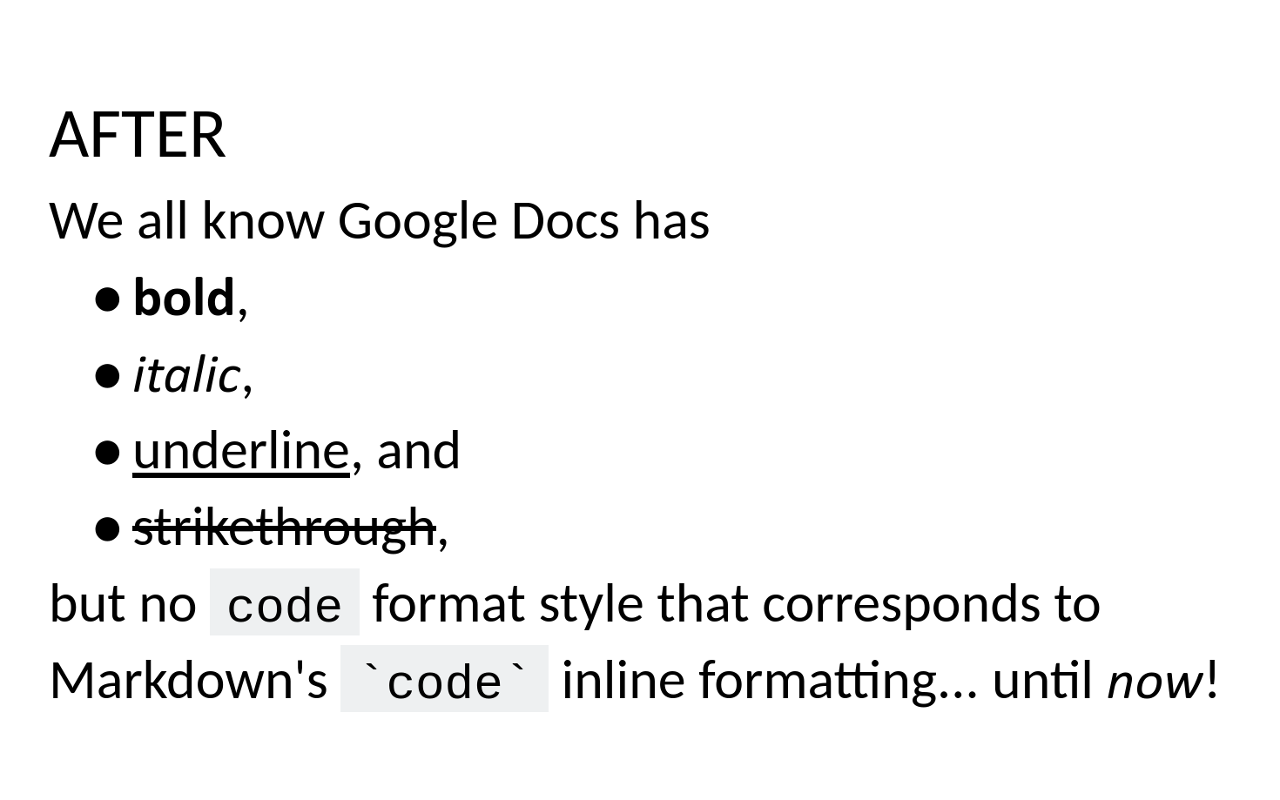 AFTER
We all know Google Docs has
● bold,
● italic,
● underline, and
● strikethrough,
but no code format style that corresponds to
Markdown's `code` inline formatting... until now!